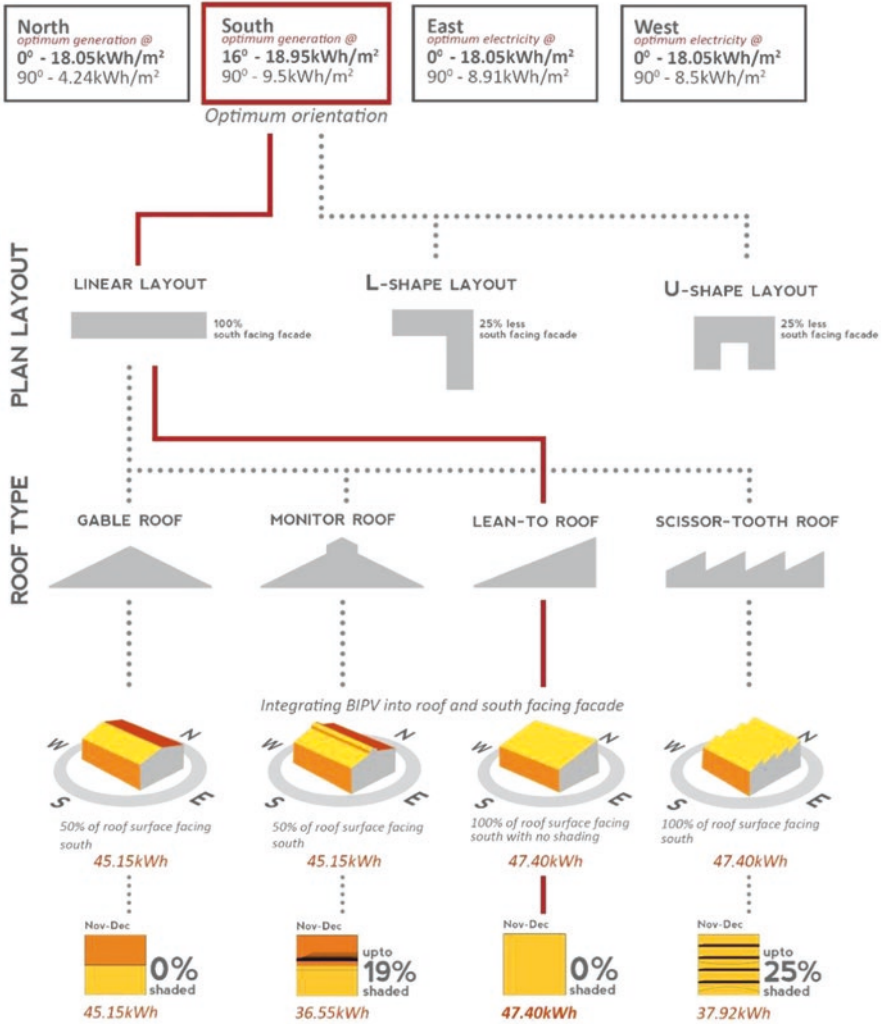 North
optimum generation @
0⁰ - 18.05kWh/m²
90⁰ - 4.24kWh/m²
South
optimum generation @
16⁰ - 18.95kWh/m²
90⁰ - 9.5kWh/m²
East
optimum electricity @
0⁰ - 18.05kWh/m²
90⁰ - 8.91kWh/m²
West
optimum electricity @
0⁰ - 18.05kWh/m²
90⁰ - 8.5kWh/m²
Optimum orientation
PLAN LAYOUT
LINEAR LAYOUT
100%
south facing facade
L-SHAPE LAYOUT
25% less
south facing facade
U-SHAPE LAYOUT
25% less
south facing facade
ROOF TYPE
GABLE ROOF
MONITOR ROOF
LEAN-TO ROOF
SCISSOR-TOOTH ROOF
Integrating BIPV into roof and south facing facade
W
N
S
E
50% of roof surface facing
south
45.15kWh
W
N
S
E
50% of roof surface facing
south
45.15kWh
W
N
S
E
100% of roof surface facing
south with no shading
47.40kWh
W
N
S
E
100% of roof surface facing
south
47.40kWh
Nov-Dec
0%
shaded
45.15kWh
Nov-Dec
upto
19%
shaded
36.55kWh
Nov-Dec
0%
shaded
47.40kWh
Nov-Dec
upto
25%
shaded
37.92kWh